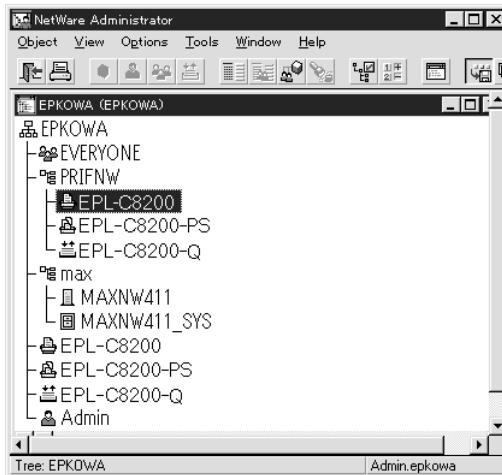 NetWare Administrator
Object View Options Tools Window Help
EPKOWA (EPKOWA)
EPKOWA
EVERYONE
PRIFNW
EPL-C8200
EPL-C8200-PS
EPL-C8200-Q
max
MAXNW411
MAXNW411_SYS
EPL-C8200
EPL-C8200-PS
EPL-C8200-Q
Admin
Tree: EPKOWA Admin.epkowa